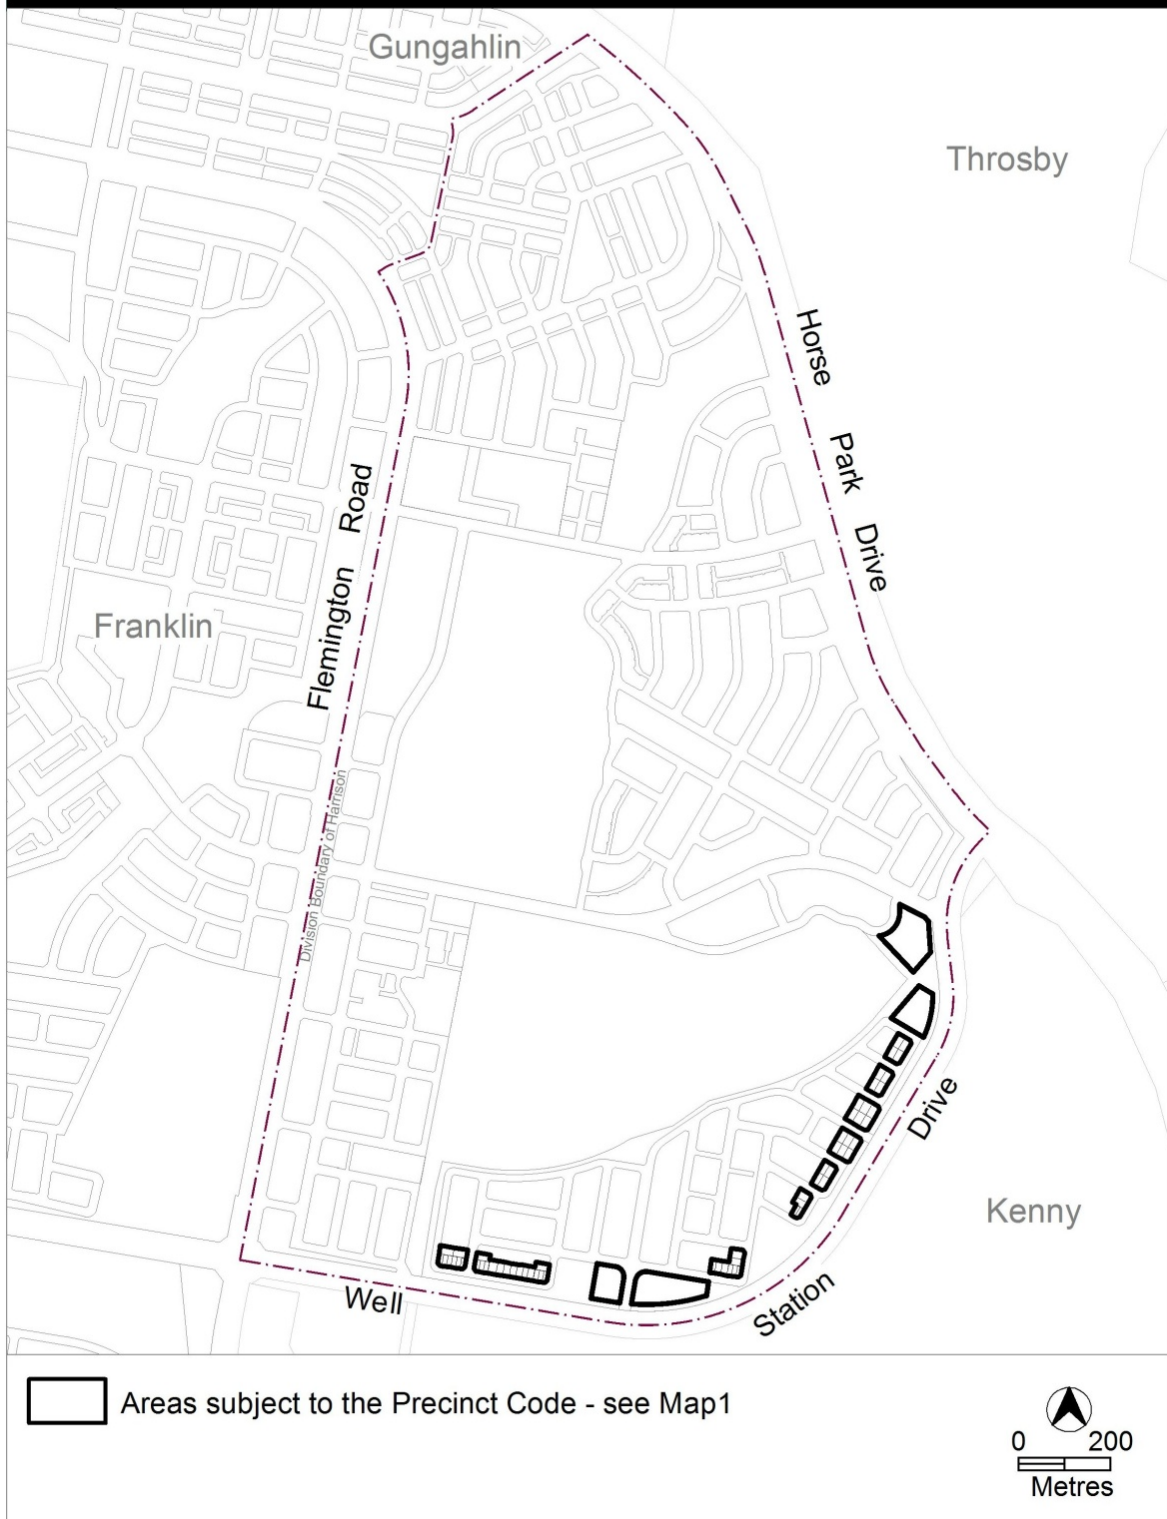 Gungahlin
Throsby
Horse Park Drive
Flemington Road
Franklin
Division Boundary of Harrison
Kenny
Well Station Drive
Areas subject to the Precinct Code - see Map1
0 200
Metres